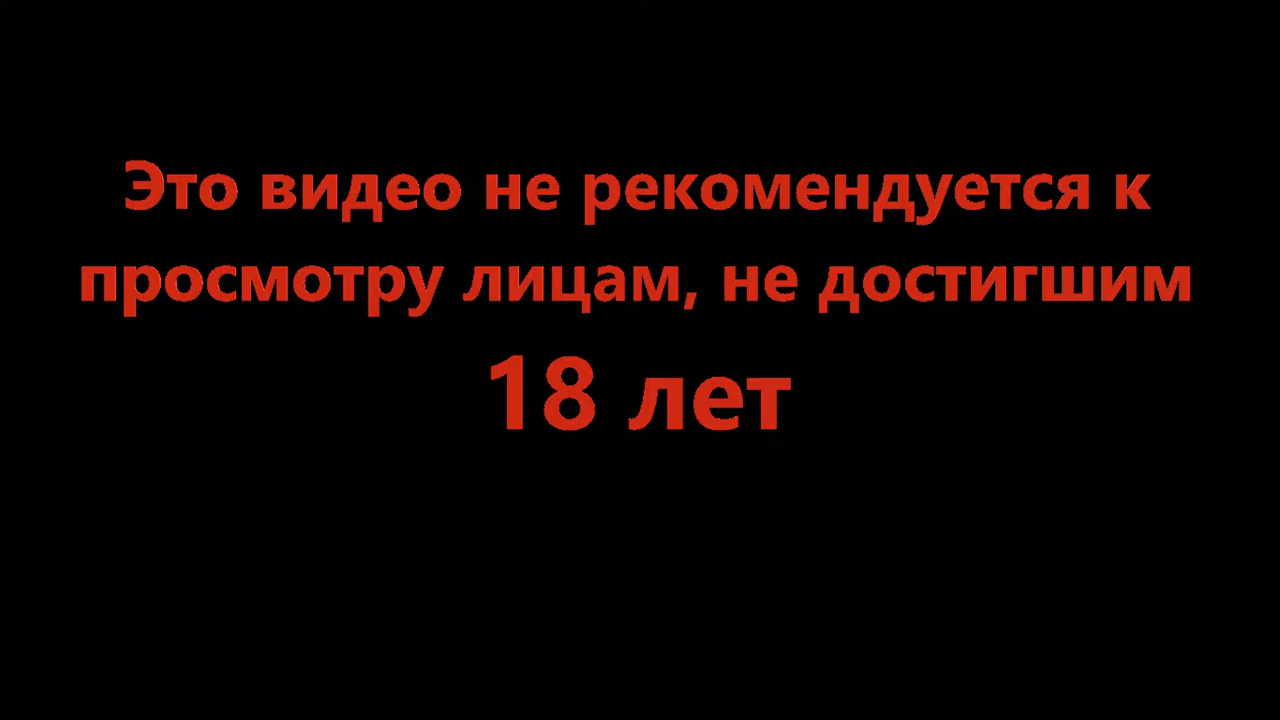 Это видео не рекомендуется к
просмотру лицам, не достигшим
18 лет